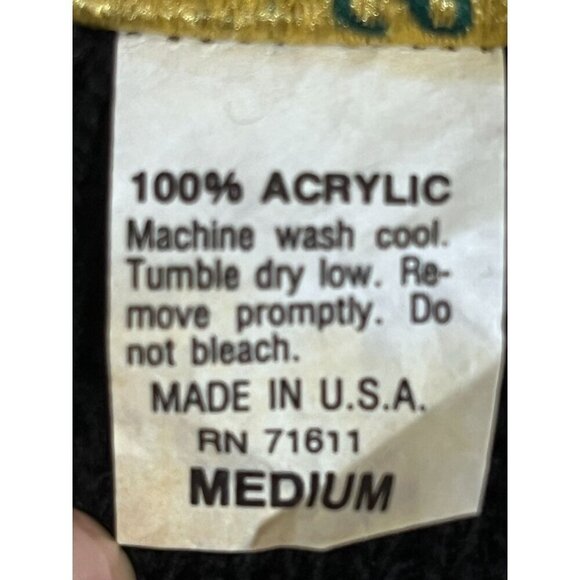 100% ACRYLIC
Machine wash cool.
Tumble dry low. Re-
move promptly. Do
not bleach.
MADE IN U.S.A.
RN 71611
MEDIUM